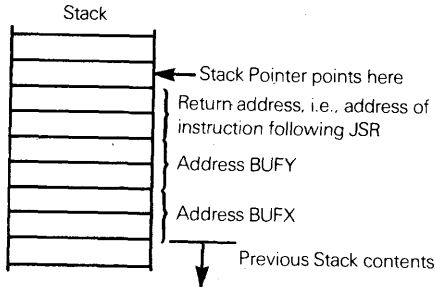 Stack
Stack Pointer points here
Return address, i.e., address of
instruction following JSR
Address BUFY
Address BUFX
Previous Stack contents